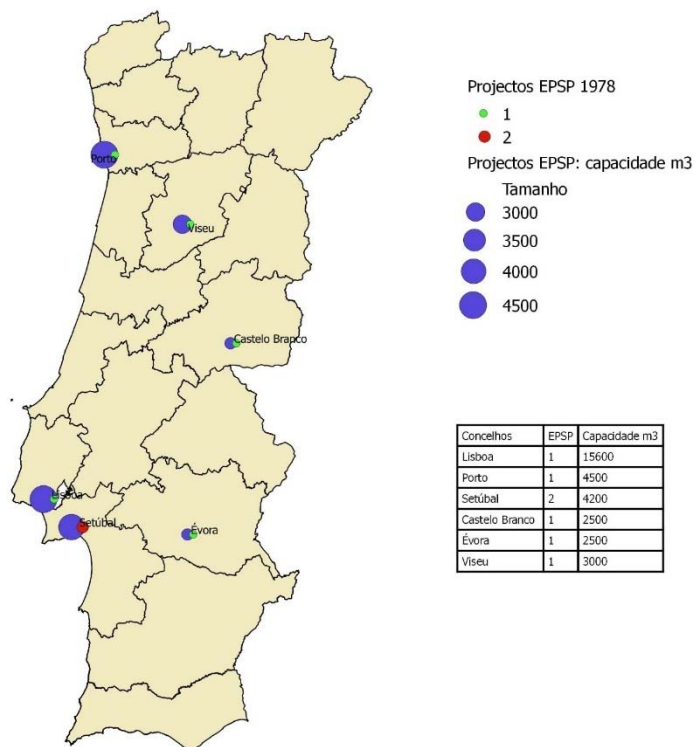 Porto
Viseu
Castelo Branco
Lisboa
Setúbal
Évora
Projectos EPSP 1978
1
2
Projectos EPSP: capacidade m3
Tamanho
3000
3500
4000
4500
Concelhos EPSP Capacidade m3
Lisboa 1 15600
Porto 1 4500
Setúbal 2 4200
Castelo Branco 1 2500
Évora 1 2500
Viseu 1 3000